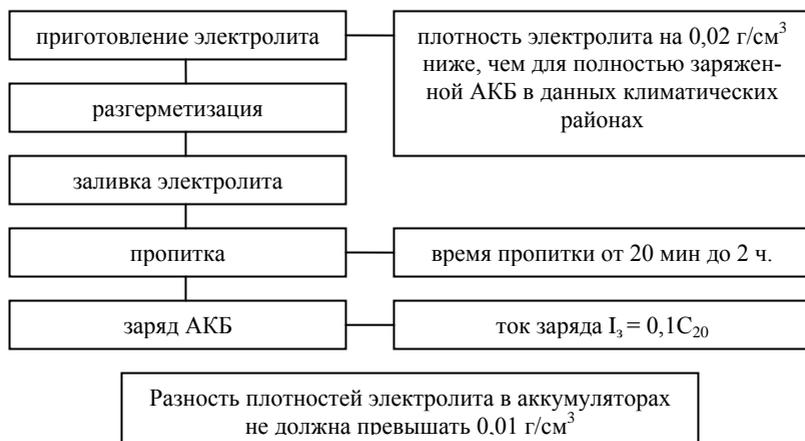 приготовление электролита
плотность электролита на 0,02 г/см³
ниже, чем для полностью заряжен-
ной АКБ в данных климатических
районах
разгерметизация
заливка электролита
пропитка
время пропитки от 20 мин до 2 ч.
заряд АКБ
ток заряда I₃ = 0,1C₂₀
Разность плотностей электролита в аккумуляторах
не должна превышать 0,01 г/см³